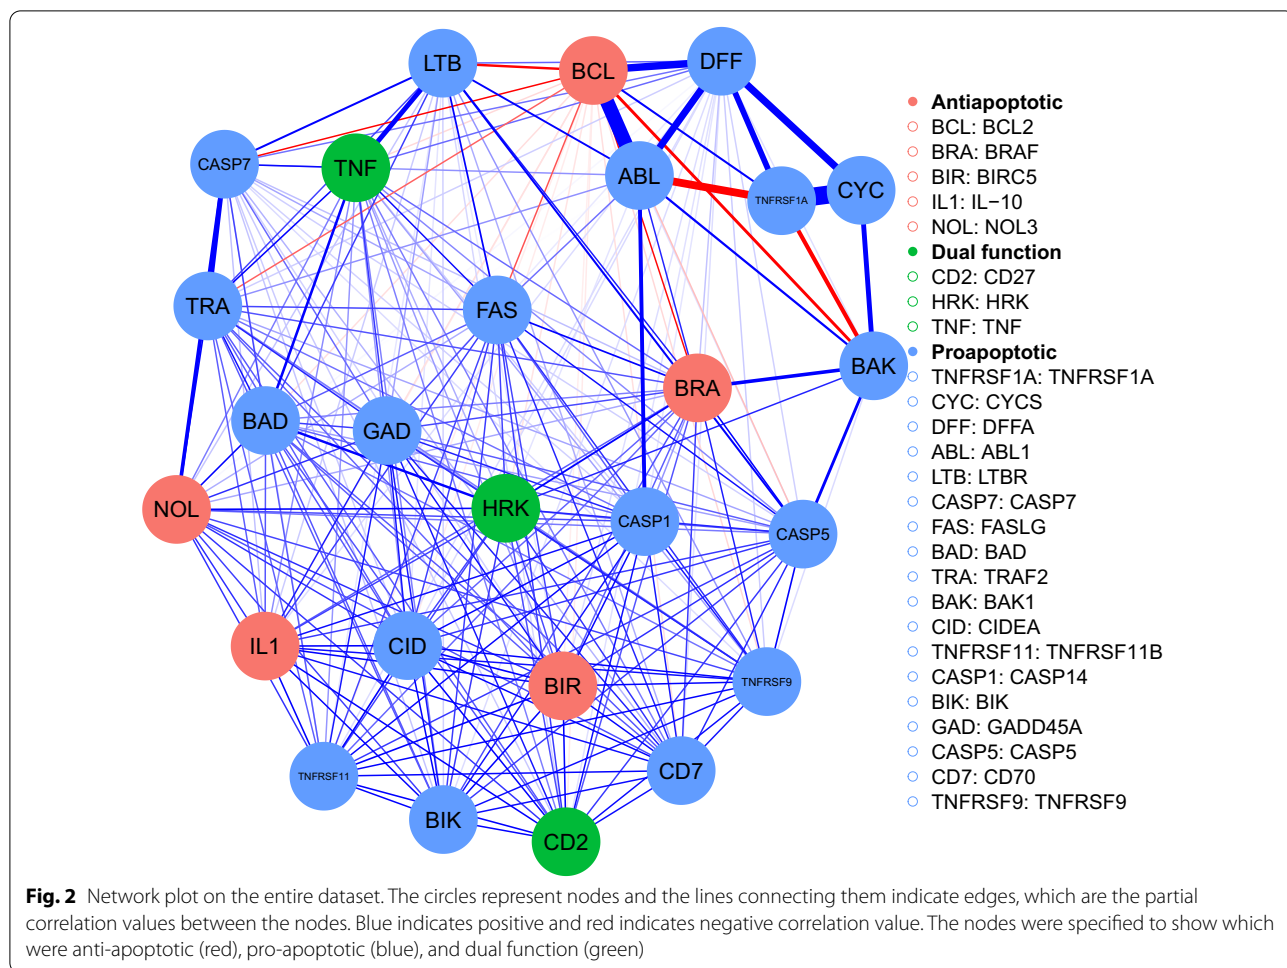 LTB
BCL
DFF
CASP7
TNF
ABL
TNFRSF1A
CYC
TRA
FAS
BAK
BRA
BAD
GAD
NOL
HRK
CASP1
CASP5
IL1
CID
BIR
TNFRSF9
TNFRSF11
CD7
BIK
CD2
Antiapoptotic
BCL: BCL2
BRA: BRAF
BIR: BIRC5
IL1: IL−10
NOL: NOL3
Dual function
CD2: CD27
HRK: HRK
TNF: TNF
Proapoptotic
TNFRSF1A: TNFRSF1A
CYC: CYCS
DFF: DFFA
ABL: ABL1
LTB: LTBR
CASP7: CASP7
FAS: FASLG
BAD: BAD
TRA: TRAF2
BAK: BAK1
CID: CIDEA
TNFRSF11: TNFRSF11B
CASP1: CASP14
BIK: BIK
GAD: GADD45A
CASP5: CASP5
CD7: CD70
TNFRSF9: TNFRSF9
Fig. 2 Network plot on the entire dataset. The circles represent nodes and the lines connecting them indicate edges, which are the partial
correlation values between the nodes. Blue indicates positive and red indicates negative correlation value. The nodes were specified to show which
were anti-apoptotic (red), pro-apoptotic (blue), and dual function (green)